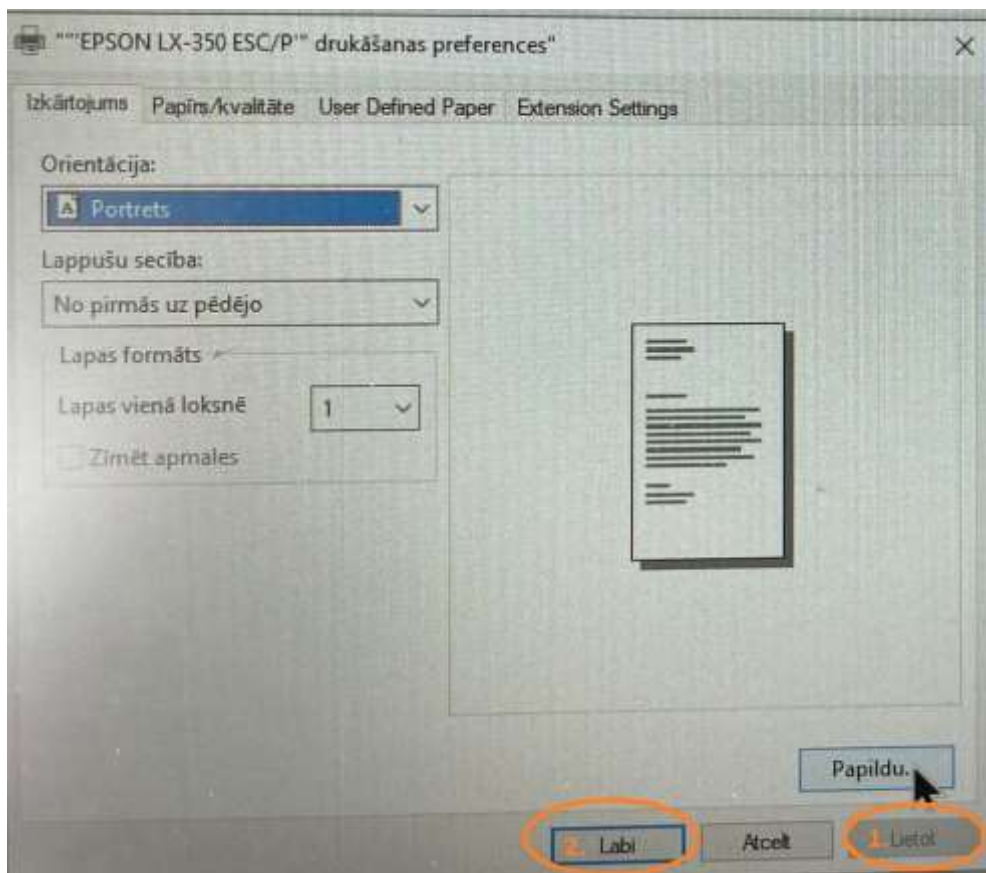 ""'EPSON LX-350 ESC/P'" drukāšanas preferences"
Izkārtojums Papīrs/kvalitāte User Defined Paper Extension Settings
Orientācija:
Portrets
Lappušu secība:
No pirmās uz pēdējo
Lapas formāts
Lapas vienā loksnē 1
Zīmēt apmales
Papildu..
2. Labi Atcelt 1. Lietot